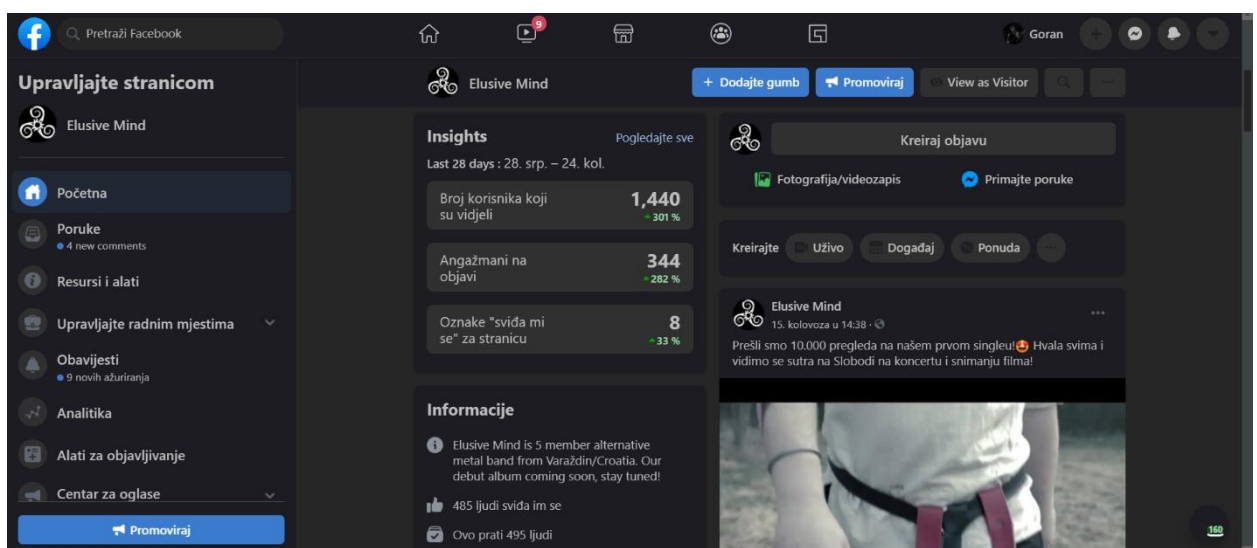 Pretraži Facebook
9
Goran
Upravljajte stranicom
Elusive Mind
Početna
Poruke
4 new comments
Resursi i alati
Upravljajte radnim mjestima
Obavijesti
9 novih ažuriranja
Analitika
Alati za objavljivanje
Centar za oglase
Promoviraj
Elusive Mind
+ Dodajte gumb
Promoviraj
View as Visitor
Insights
Pogledajte sve
Last 28 days : 28. srp. – 24. kol.
Broj korisnika koji
su vidjeli
1,440
301 %
Angažmani na
objavi
344
282 %
Oznake "sviđa mi
se" za stranicu
8
33 %
Informacije
Elusive Mind is 5 member alternative
metal band from Varaždin/Croatia. Our
debut album coming soon, stay tuned!
485 ljudi sviđa im se
Ovo prati 495 ljudi
Kreiraj objavu
Fotografija/videozapis
Primajte poruke
Kreirajte
Uživo
Događaj
Ponuda
Elusive Mind
15. kolovoza u 14:38 ·
Prešli smo 10.000 pregleda na našem prvom singleu!🤩 Hvala svima i
vidimo se sutra na Slobodi na koncertu i snimanju filma!
160